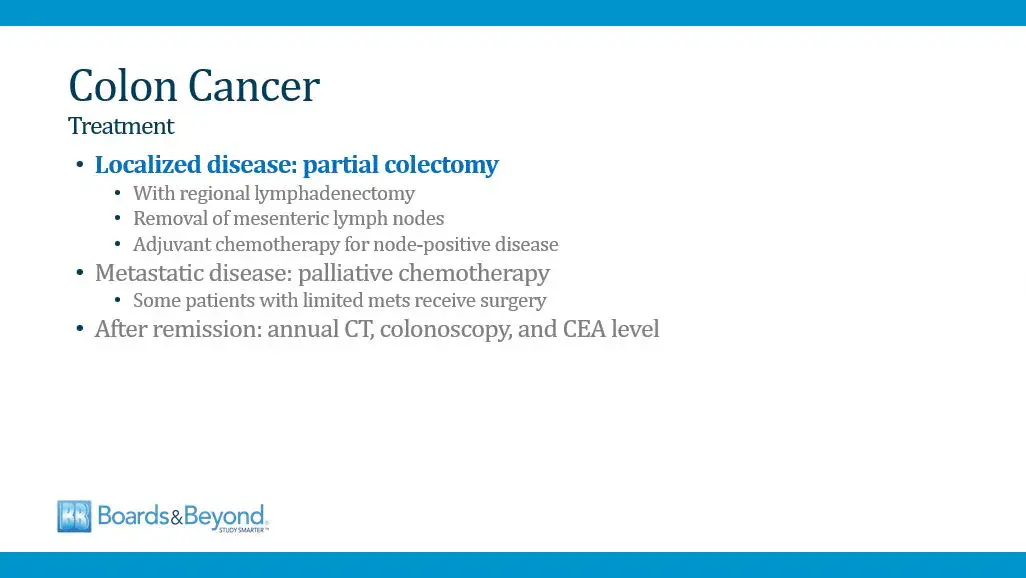 Colon Cancer
Treatment
• Localized disease: partial colectomy
• With regional lymphadenectomy
• Removal of mesenteric lymph nodes
• Adjuvant chemotherapy for node-positive disease
• Metastatic disease: palliative chemotherapy
• Some patients with limited mets receive surgery
• After remission: annual CT, colonoscopy, and CEA level
BB Boards&Beyond®
STUDY SMARTER™